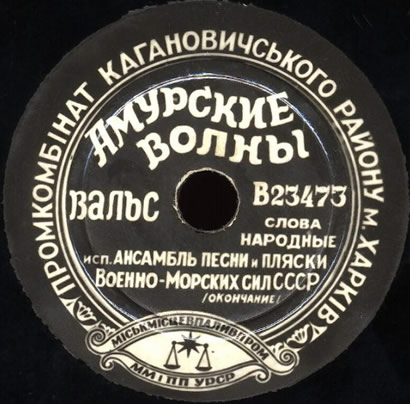 ПРОМКОМБІНАТ КАГАНОВИЧСЬКОГО РАЙОНУ М. ХАРКІВ
АМУРСКИЕ
ВОЛНЫ
ВАЛЬС
В23473
СЛОВА
НАРОДНЫЕ
ИСП. АНСАМБЛЬ ПЕСНИ И ПЛЯСКИ
ВОЕННО-МОРСКИХ СИЛ СССР
/ОКОНЧАНИЕ/
МІСЬКМІСЦЕВПАЛИВПРОМ
ММіПП УРСР